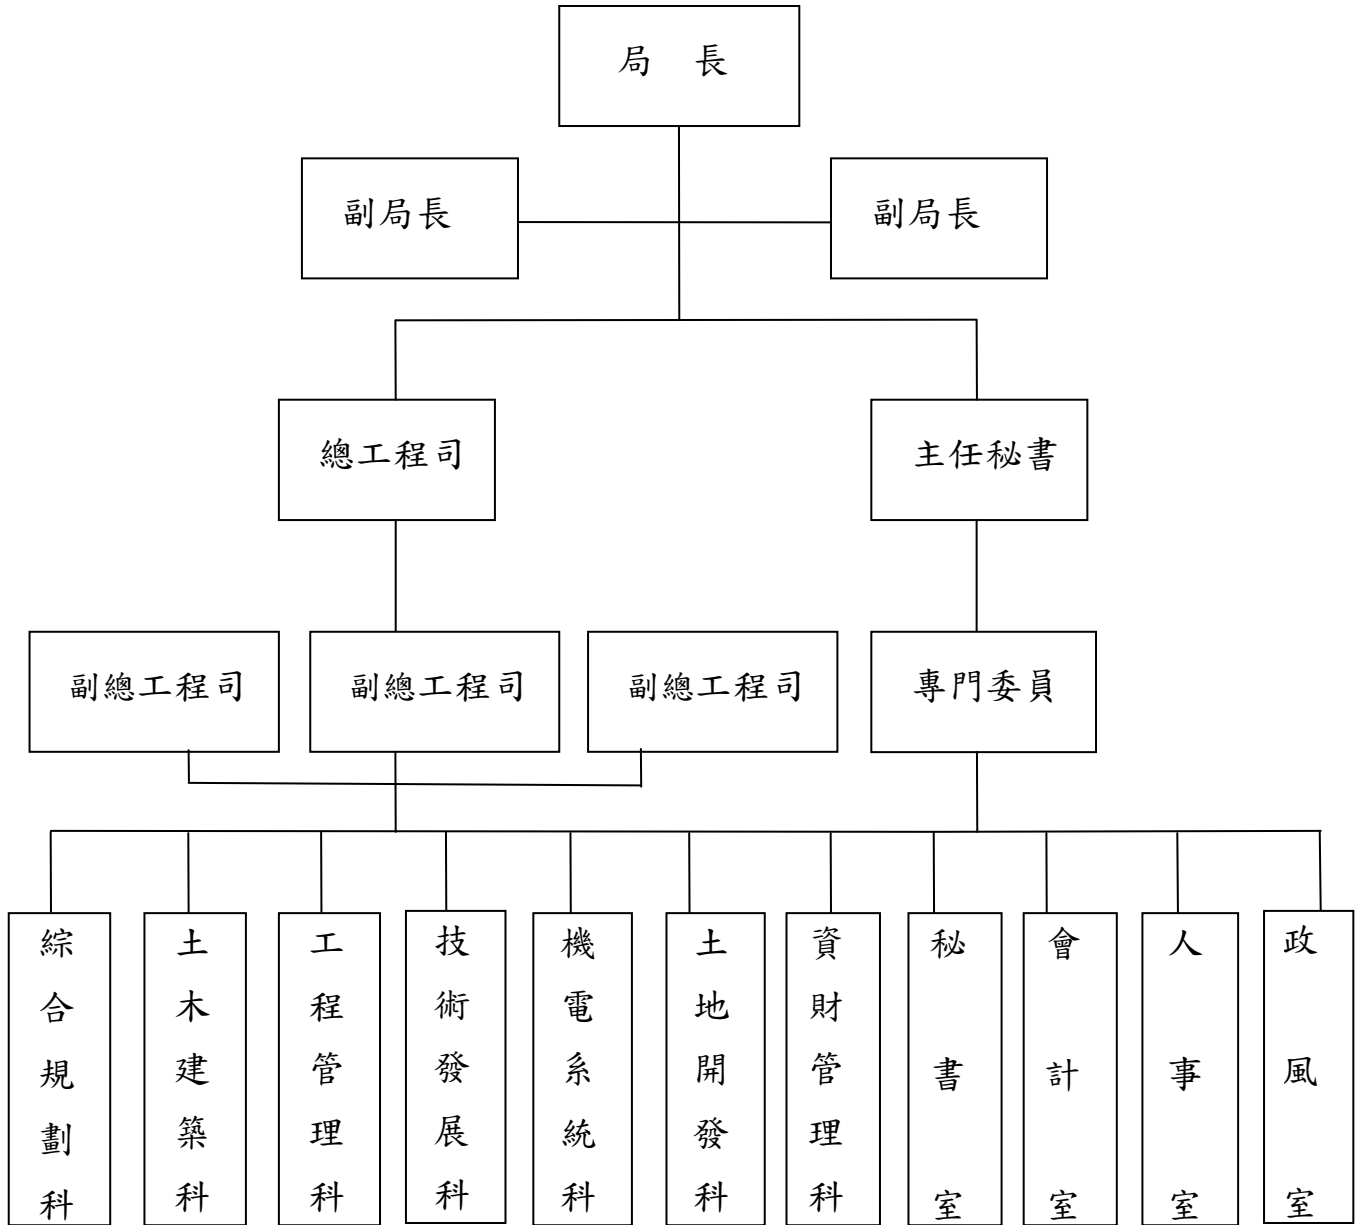 局 長
副局長
副局長
總工程司
主任秘書
副總工程司
副總工程司
副總工程司
專門委員
綜合規劃科
土木建築科
工程管理科
技術發展科
機電系統科
土地開發科
資財管理科
秘書室
會計室
人事室
政風室